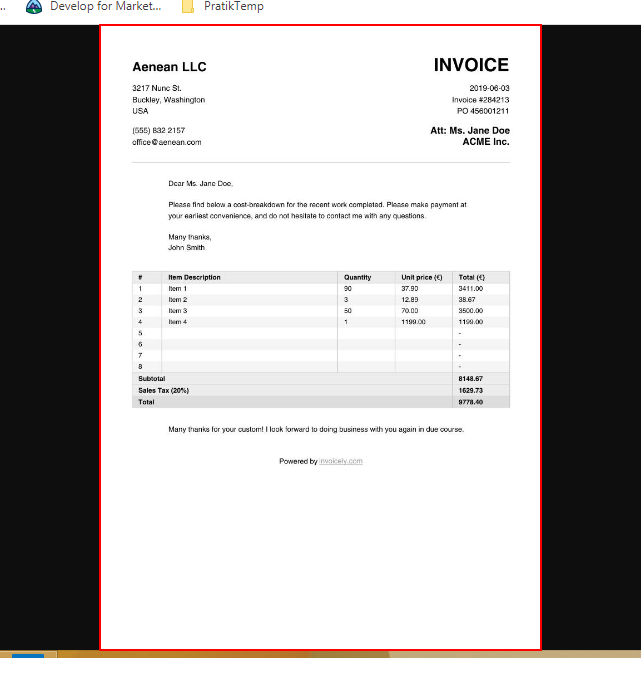 .. Develop for Market... PratikTemp
Aenean LLC
INVOICE
3217 Nunc St.
Buckley, Washington
USA
2019-06-03
Invoice #284213
PO 456001211
(555) 832 2157
office@aenean.com
Att: Ms. Jane Doe
ACME Inc.
Dear Ms. Jane Doe,
Please find below a cost-breakdown for the recent work completed. Please make payment at
your earliest convenience, and do not hesitate to contact me with any questions.
Many thanks,
John Smith
# Item Description Quantity Unit price (€) Total (€)
1 Item 1 90 37.90 3411.00
2 Item 2 3 12.89 38.67
3 Item 3 50 70.00 3500.00
4 Item 4 1 1199.00 1199.00
5 -
6 -
7 -
8 -
Subtotal 8148.67
Sales Tax (20%) 1629.73
Total 9778.40
Many thanks for your custom! I look forward to doing business with you again in due course.
Powered by invoicely.com